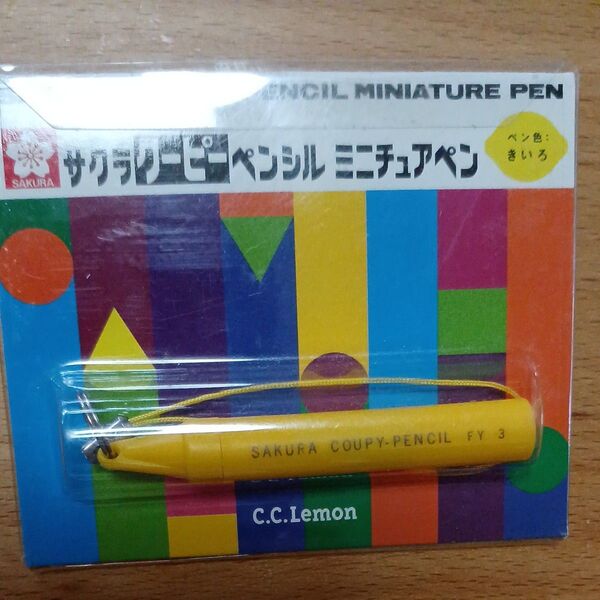 PENCIL MINIATURE PEN
SAKURA
サクラクーピーペンシル ミニチュアペン
ペン色:
きいろ
SAKURA COUPY-PENCIL FY 3
C.C.Lemon